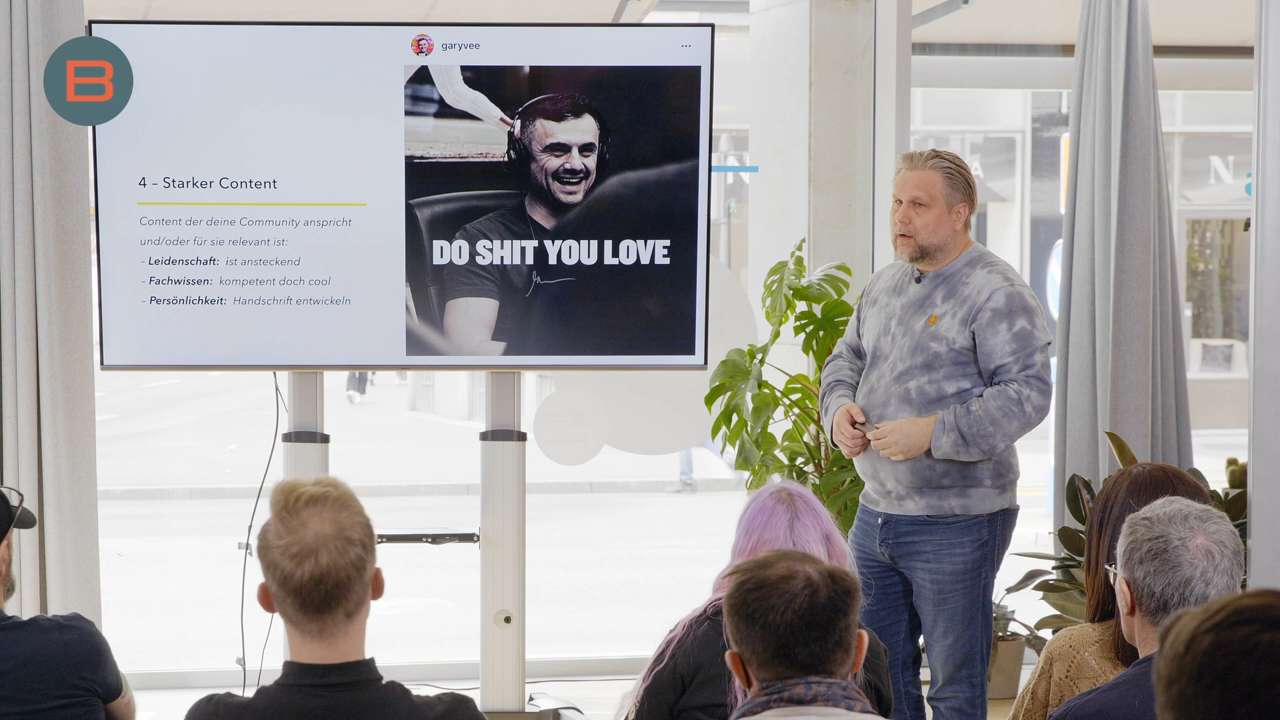 B
garyvee
4 – Starker Content
Content der deine Community anspricht
und/oder für sie relevant ist:
– Leidenschaft: ist ansteckend
– Fachwissen: kompetent doch cool
– Persönlichkeit: Handschrift entwickeln
DO SHIT YOU LOVE
N
A
N